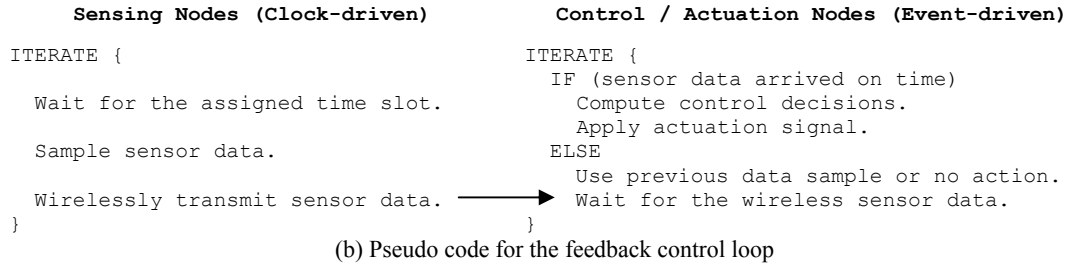 Sensing Nodes (Clock-driven)
ITERATE {
Wait for the assigned time slot.
Sample sensor data.
Wirelessly transmit sensor data.
}
Control / Actuation Nodes (Event-driven)
ITERATE {
IF (sensor data arrived on time)
Compute control decisions.
Apply actuation signal.
ELSE
Use previous data sample or no action.
Wait for the wireless sensor data.
}
(b) Pseudo code for the feedback control loop